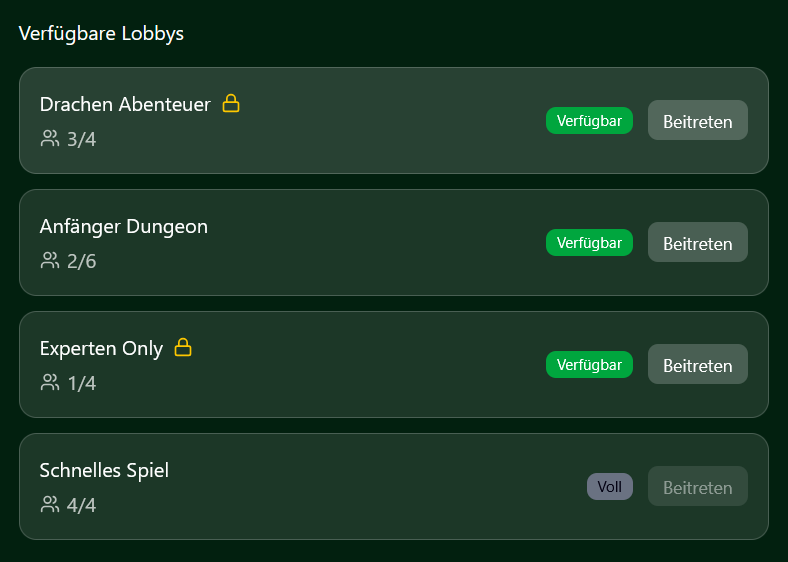 Verfügbare Lobbys
Drachen Abenteuer
3/4
Verfügbar
Beitreten
Anfänger Dungeon
2/6
Verfügbar
Beitreten
Experten Only
1/4
Verfügbar
Beitreten
Schnelles Spiel
4/4
Voll
Beitreten